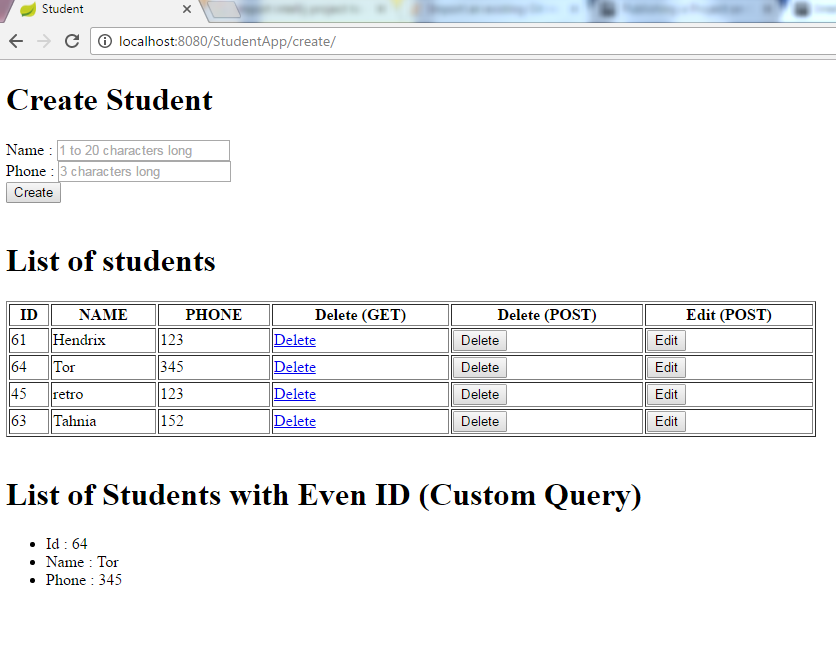 Student
localhost:8080/StudentApp/create/
Create Student
Name : 1 to 20 characters long
Phone : 3 characters long
Create
List of students
ID NAME PHONE Delete (GET) Delete (POST) Edit (POST)
61 Hendrix 123 Delete Delete Edit
64 Tor 345 Delete Delete Edit
45 retro 123 Delete Delete Edit
63 Tahnia 152 Delete Delete Edit
List of Students with Even ID (Custom Query)
Id : 64
Name : Tor
Phone : 345